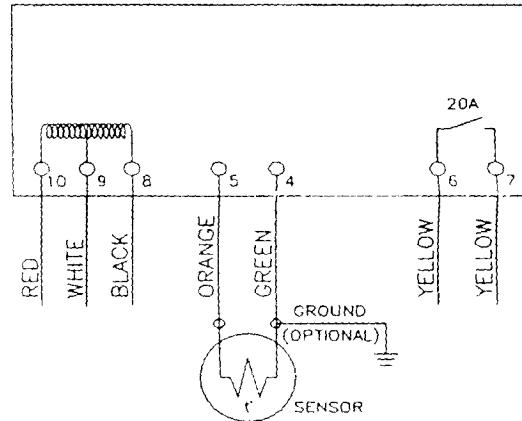 20A
10 9 8 5 4 6 7
RED
WHITE
BLACK
ORANGE
GREEN
YELLOW
YELLOW
GROUND
(OPTIONAL)
SENSOR